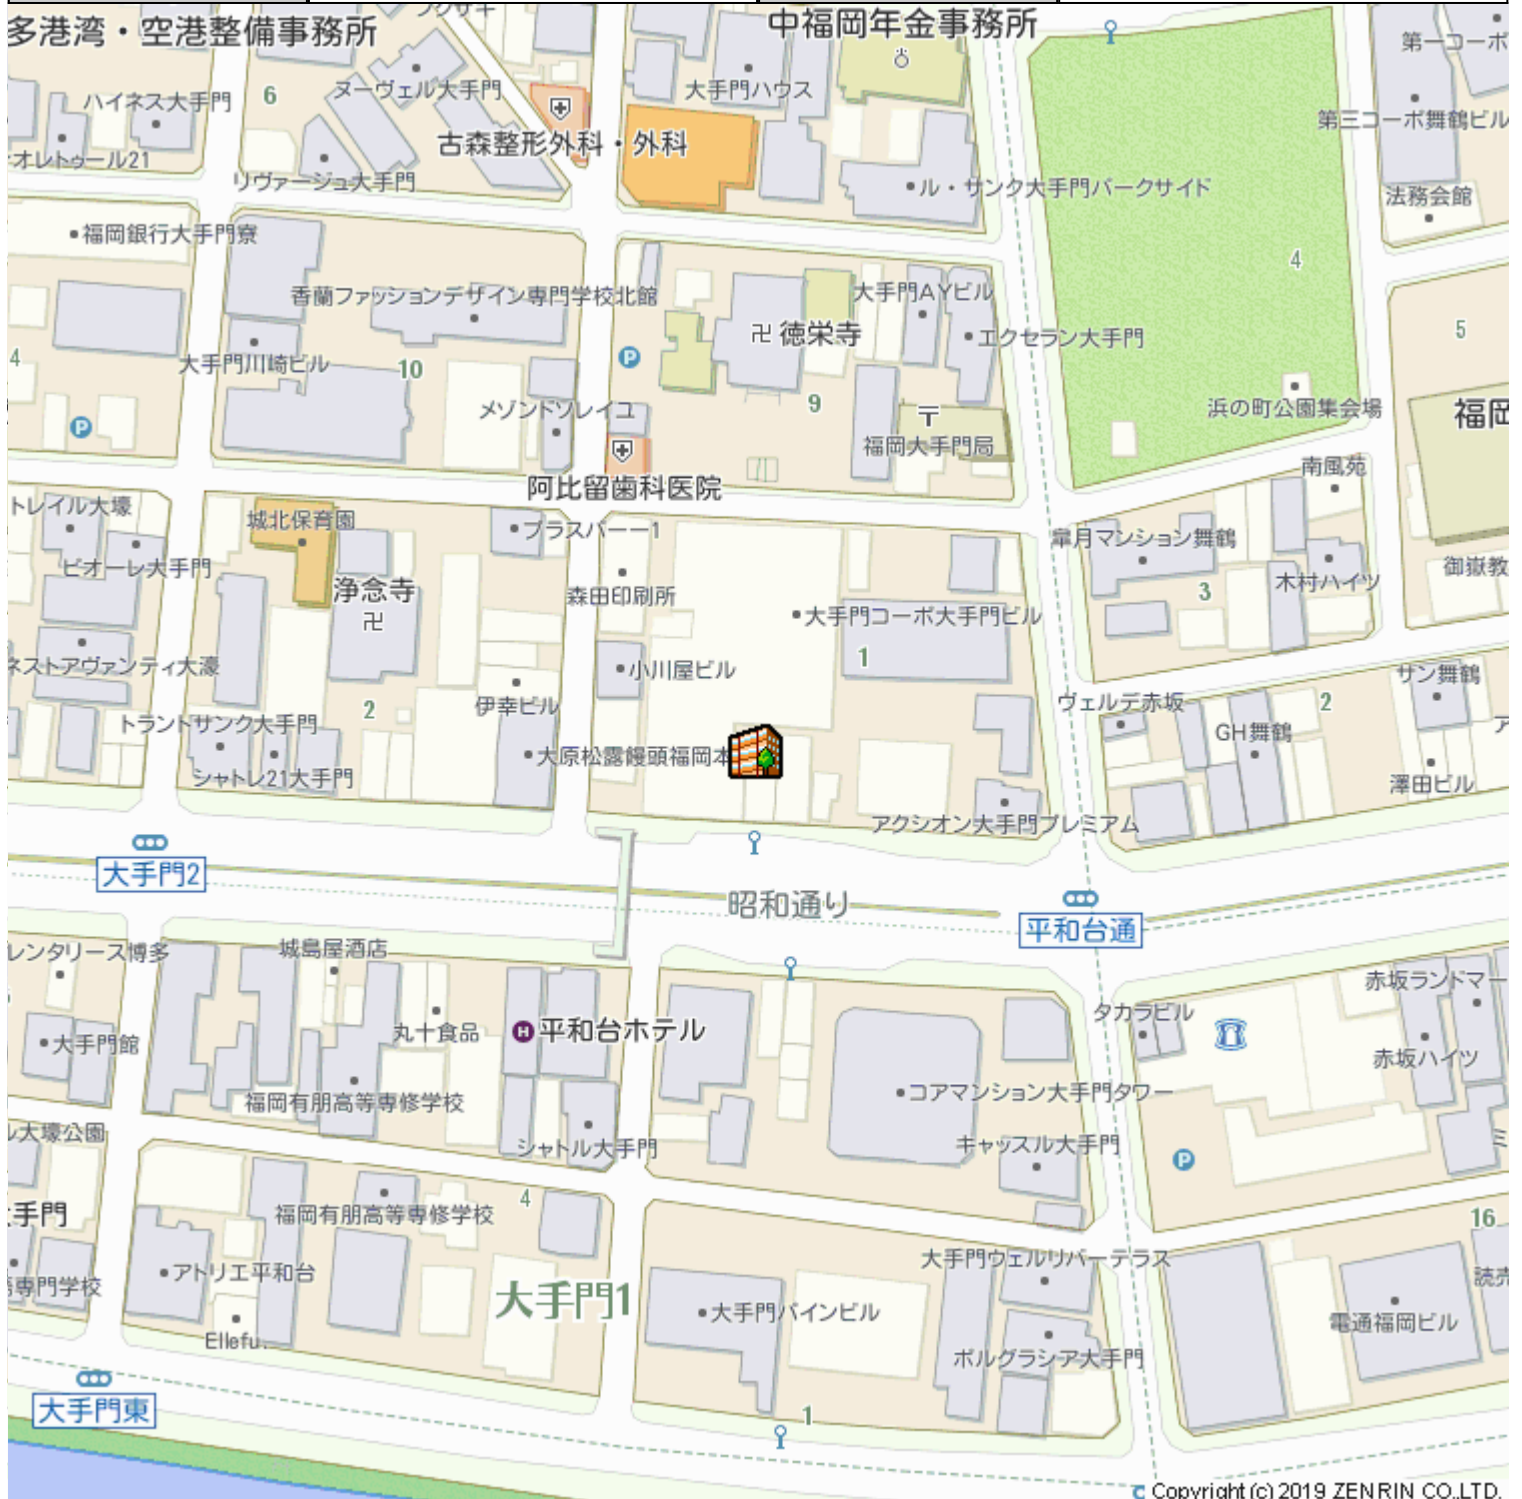 フクザキ
多港湾・空港整備事務所
中福岡年金事務所
第一コーポ
ヌーヴェル大手門
大手門ハウス
ハイネス大手門
6
第三コーポ舞鶴ビル
古森整形外科・外科
オレトゥール21
リヴァージュ大手門
ル・サンク大手門パークサイド
法務会館
福岡銀行大手門寮
4
香蘭ファッションデザイン専門学校北館
大手門AYビル
卍 徳栄寺
エクセラン大手門
5
4
大手門川崎ビル
10
P
メゾンドソレイユ
9
浜の町公園集会場
福岡
P
〒
福岡大手門局
南風苑
阿比留歯科医院
トレイル大壕
城北保育園
プラスパー－1
皐月マンション舞鶴
ピオーレ大手門
御嶽教
浄念寺
卍
森田印刷所
3
木村ハイツ
大手門コーポ大手門ビル
ネストアヴァンティ大濠
小川屋ビル
1
サン舞鶴
2
伊幸ビル
ヴェルデ赤坂
2
トラントサンク大手門
GH舞鶴
ア
大原松露饅頭福岡本
シャトレ21大手門
澤田ビル
アクシオン大手門プレミアム
大手門2
昭和通り
平和台通
レンタリース博多
城島屋酒店
赤坂ランドマー
タカラビル
大手門館
丸十食品
H 平和台ホテル
赤坂ハイツ
コアマンション大手門タワー
福岡有朋高等専修学校
ル大壕公園
シャトル大手門
キャッスル大手門
ミ
P
4
手門
福岡有朋高等専修学校
16
大手門ウェルリバーテラス
アトリエ平和台
専門学校
大手門1
読売
大手門パインビル
電通福岡ビル
Ellefu..
ポルグラシア大手門
大手門東
1
Copyright (c) 2019 ZENRIN CO.,LTD.